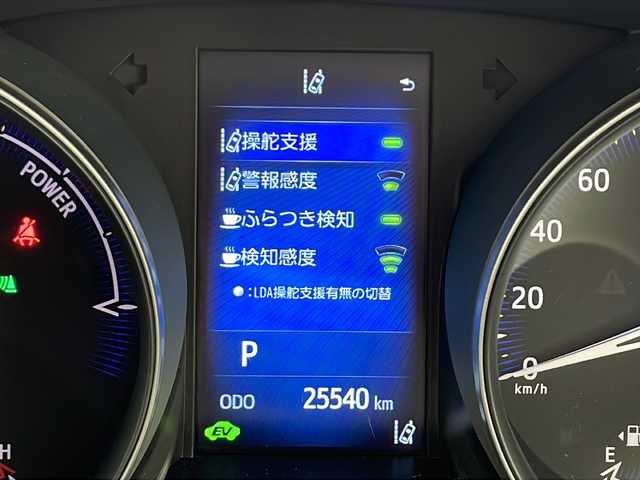 操舵支援
警報感度
ふらつき検知
検知感度
:LDA操舵支援有無の切替
P
ODO 25540 km
EV
POWER
H
60
40
20
0
km/h
E